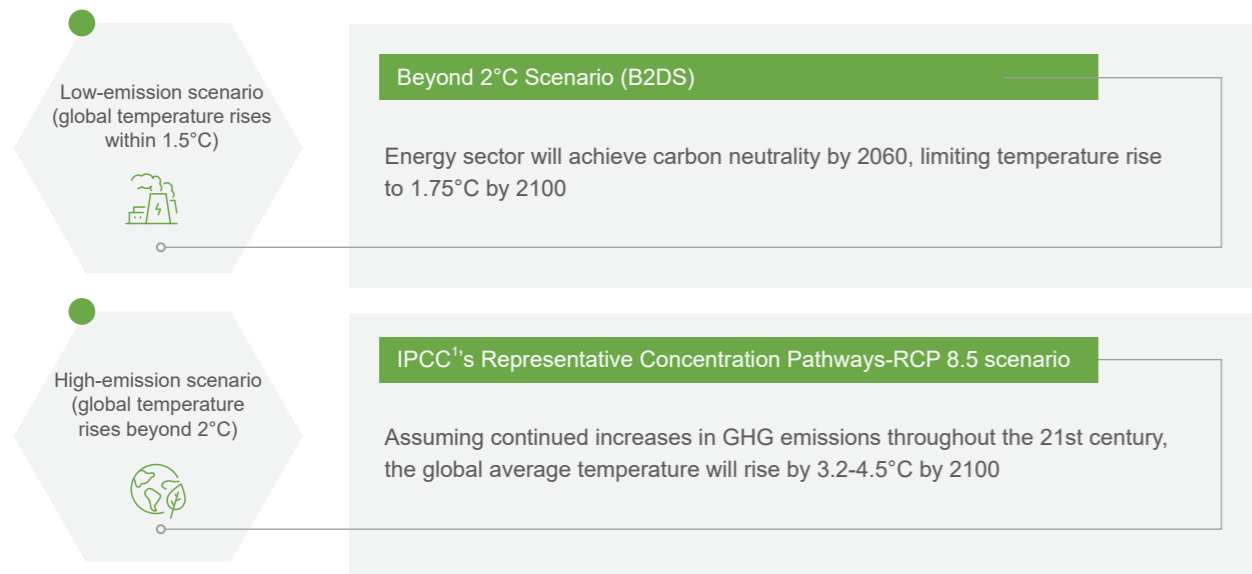 Low-emission scenario
(global temperature rises
within 1.5°C)
Beyond 2°C Scenario (B2DS)
Energy sector will achieve carbon neutrality by 2060, limiting temperature rise
to 1.75°C by 2100
High-emission scenario
(global temperature
rises beyond 2°C)
IPCC¹'s Representative Concentration Pathways-RCP 8.5 scenario
Assuming continued increases in GHG emissions throughout the 21st century,
the global average temperature will rise by 3.2-4.5°C by 2100